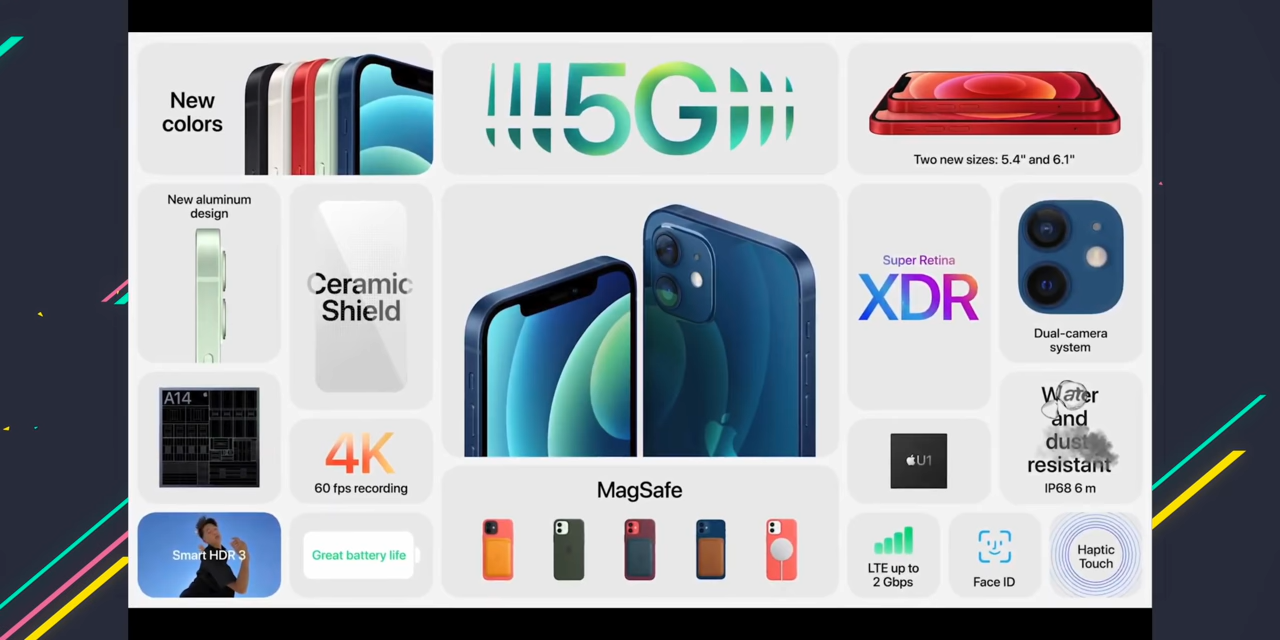 New
colors
5G
Two new sizes: 5.4" and 6.1"
New aluminum
design
Ceramic
Shield
Super Retina
XDR
Dual-camera
system
A14
4K
60 fps recording
MagSafe
U1
Water
and
dust
resistant
IP68 6 m
Smart HDR 3
Great battery life
LTE up to
2 Gbps
Face ID
Haptic
Touch